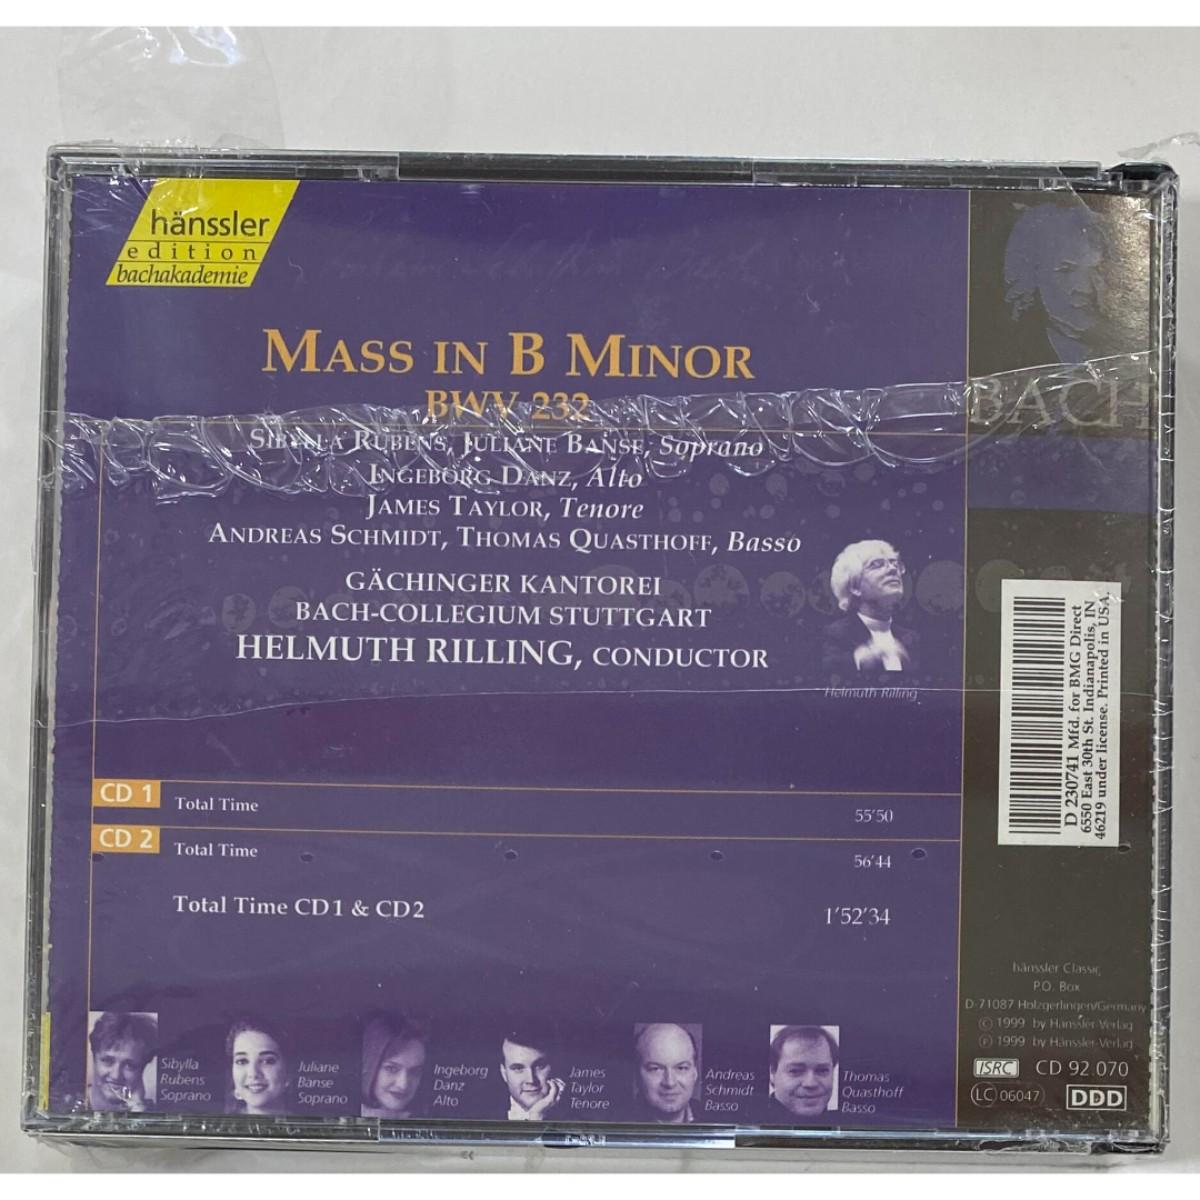 hänssler
edition
bachakademie
MASS IN B MINOR
BWV 232
SIBYLLA RUBENS, JULIANE BANSE, Soprano
INGEBORG DANZ, Alto
JAMES TAYLOR, Tenore
ANDREAS SCHMIDT, THOMAS QUASTHOFF, Basso
GÄCHINGER KANTOREI
BACH-COLLEGIUM STUTTGART
HELMUTH RILLING, CONDUCTOR
Helmuth Rilling
BACH
D 230741 Mfd. for BMG Direct
6550 East 30th St. Indianapolis, IN
46219 under license. Printed in USA
CD 1 Total Time 55'50
CD 2 Total Time 56'44
Total Time CD1 & CD2 1'52'34
Sibylla
Rubens
Soprano
Juliane
Banse
Soprano
Ingeborg
Danz
Alto
James
Taylor
Tenore
Andreas
Schmidt
Basso
Thomas
Quasthoff
Basso
hänssler Classic
P.O. Box
D-71087 Holzgerlingen/Germany
© 1999 by Hänssler-Verlag
℗ 1999 by Hänssler-Verlag
ISRC CD 92.070
LC 06047 DDD